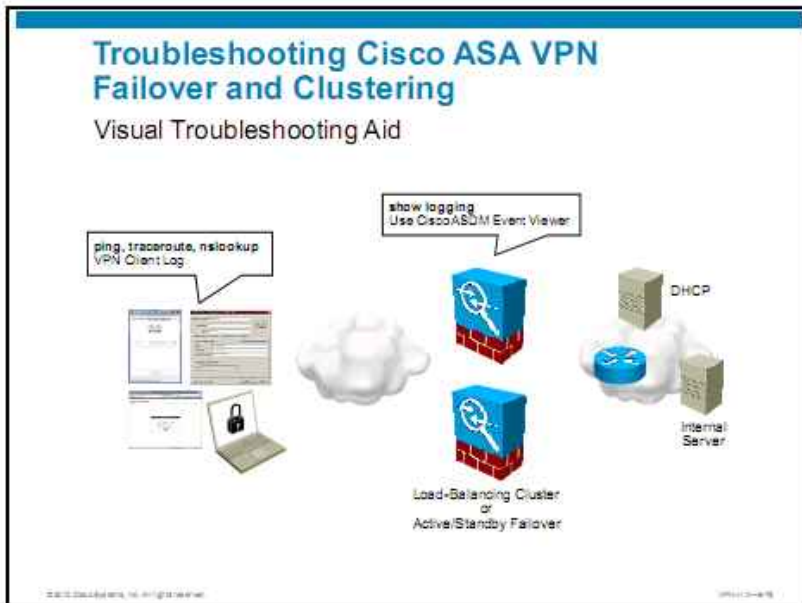 Troubleshooting Cisco ASA VPN
Failover and Clustering
Visual Troubleshooting Aid
show logging
Use Cisco ASDM Event Viewer
ping, traceroute, nslookup
VPN Client Log
DHCP
Internal
Server
Load-Balancing Cluster
or
Active/Standby Failover